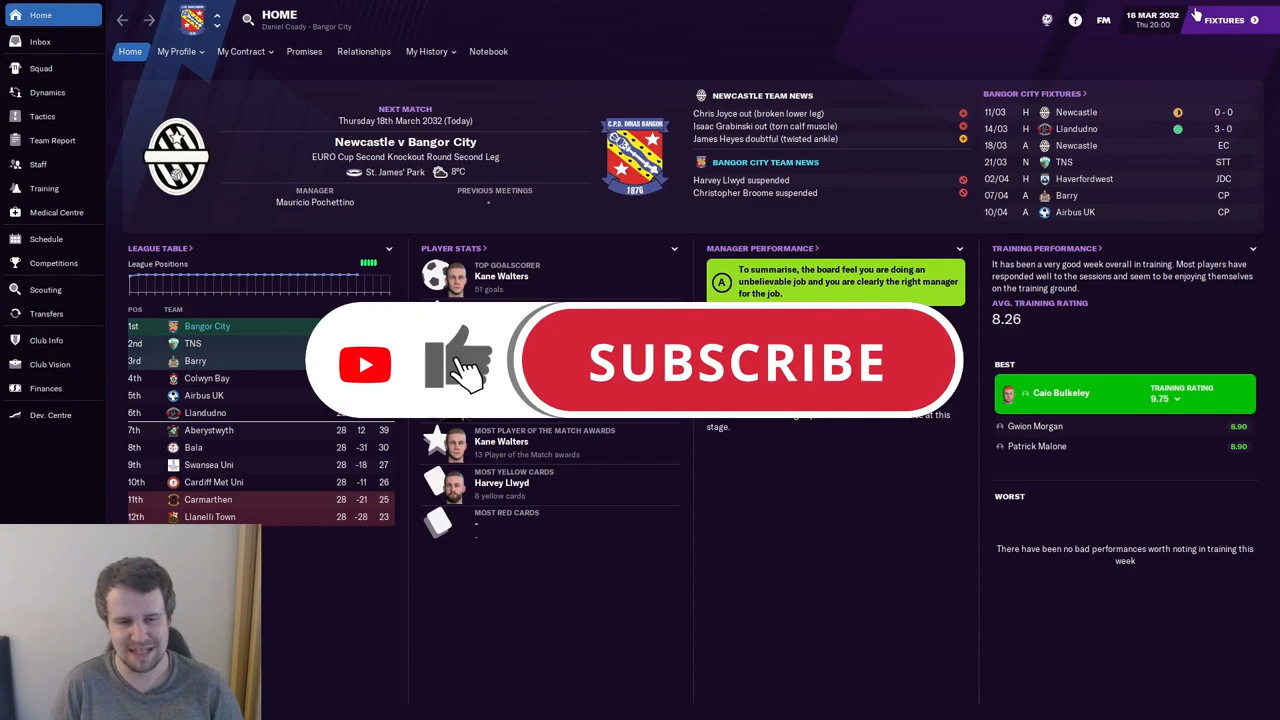 Home
Inbox
Squad
Dynamics
Tactics
Team Report
Staff
Training
Medical Centre
Schedule
Competitions
Scouting
Transfers
Club Info
Club Vision
Finances
Dev. Centre
HOME
Daniel Coady - Bangor City
FM
18 MAR 2032
Thu 20:00
FIXTURES
Home My Profile My Contract Promises Relationships My History Notebook
NEXT MATCH
Thursday 18th March 2032 (Today)
Newcastle v Bangor City
EURO Cup Second Knockout Round Second Leg
St. James' Park 8°C
MANAGER
Mauricio Pochettino
PREVIOUS MEETINGS
-
C.P.D. DINAS BANGOR
1876
NEWCASTLE TEAM NEWS
Chris Joyce out (broken lower leg)
Isaac Grabinski out (torn calf muscle)
James Heyes doubtful (twisted ankle)
BANGOR CITY TEAM NEWS
Harvey Llwyd suspended
Christopher Broome suspended
BANGOR CITY FIXTURES
11/03 H Newcastle 0 - 0
14/03 H Llandudno 3 - 0
18/03 A Newcastle EC
21/03 N TNS STT
02/04 H Haverfordwest JDC
07/04 A Barry CP
10/04 A Airbus UK CP
LEAGUE TABLE
League Positions
POS TEAM
1st Bangor City
2nd TNS
3rd Barry
4th Colwyn Bay
5th Airbus UK
6th Llandudno
7th Aberystwyth 28 12 39
8th Bala 28 -31 30
9th Swansea Uni 28 -18 27
10th Cardiff Met Uni 28 -11 26
11th Carmarthen 28 -21 25
12th Llanelli Town 28 -28 23
PLAYER STATS
TOP GOALSCORER
Kane Walters
51 goals
MOST PLAYER OF THE MATCH AWARDS
Kane Walters
13 Player of the Match awards
MOST YELLOW CARDS
Harvey Llwyd
8 yellow cards
MOST RED CARDS
-
-
MANAGER PERFORMANCE
A
To summarise, the board feel you are doing an
unbelievable job and you are clearly the right manager
for the job.
at this
stage.
SUBSCRIBE
TRAINING PERFORMANCE
It has been a very good week overall in training. Most players have
responded well to the sessions and seem to be enjoying themselves
on the training ground.
AVG. TRAINING RATING
8.26
BEST
Caio Bulkeley
TRAINING RATING
9.75
Gwion Morgan 8.90
Patrick Malone 8.90
WORST
There have been no bad performances worth noting in training this
week